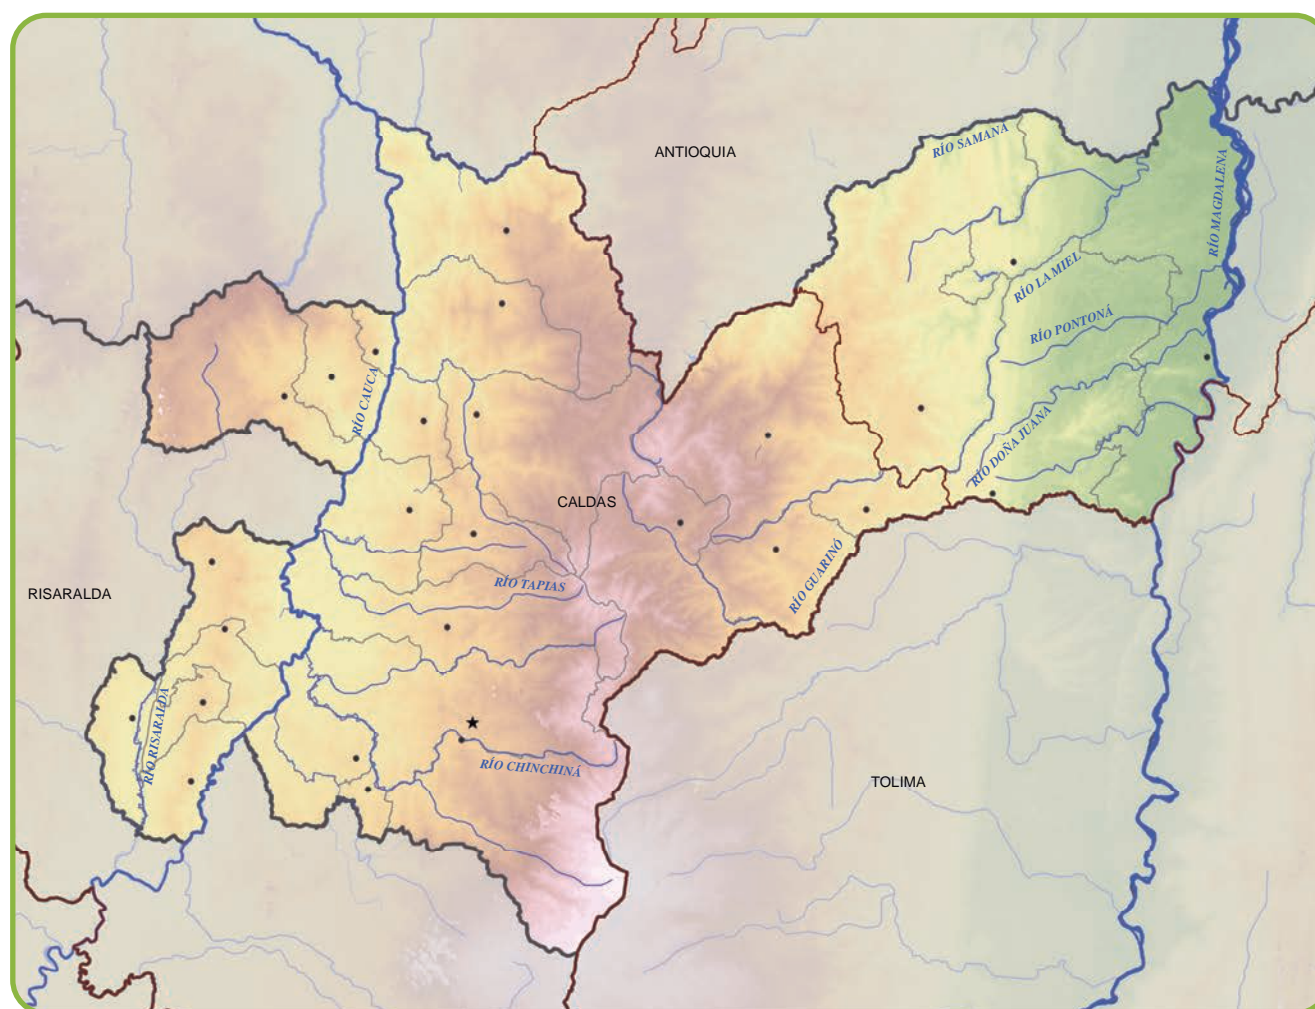 ANTIOQUIA
RÍO SAMANÁ
RÍO MAGDALENA
RÍO LA MIEL
RÍO PONTONÁ
RÍO CAUCA
RÍO DOÑA JUANA
CALDAS
RÍO GUARINÓ
RÍO TAPIAS
RISARALDA
RÍO RISARALDA
RÍO CHINCHINÁ
TOLIMA